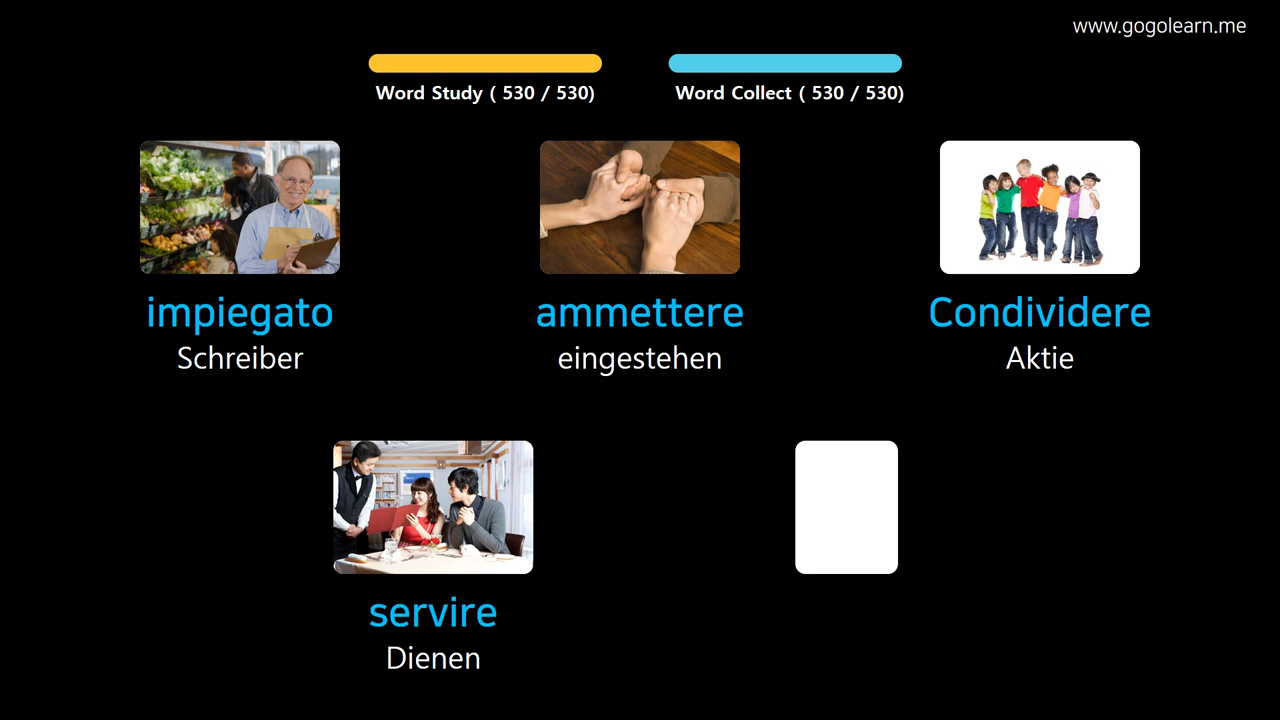 www.gogolearn.me
Word Study ( 530 / 530)
Word Collect ( 530 / 530)
impiegato
Schreiber
ammettere
eingestehen
Condividere
Aktie
servire
Dienen